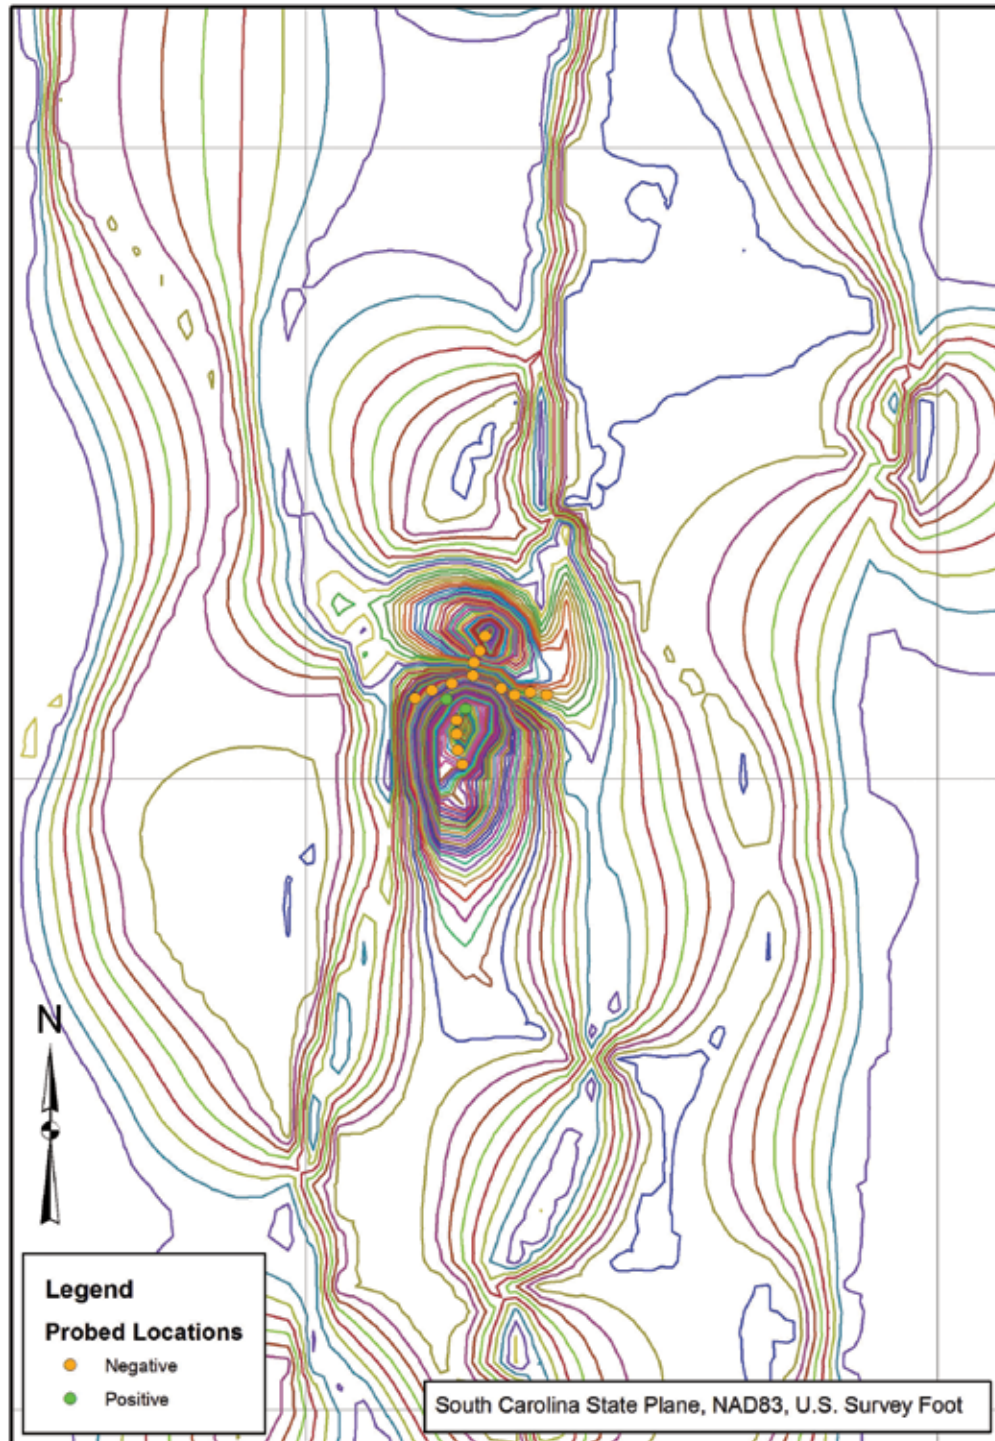 N
Legend
Probed Locations
Negative
Positive
South Carolina State Plane, NAD83, U.S. Survey Foot